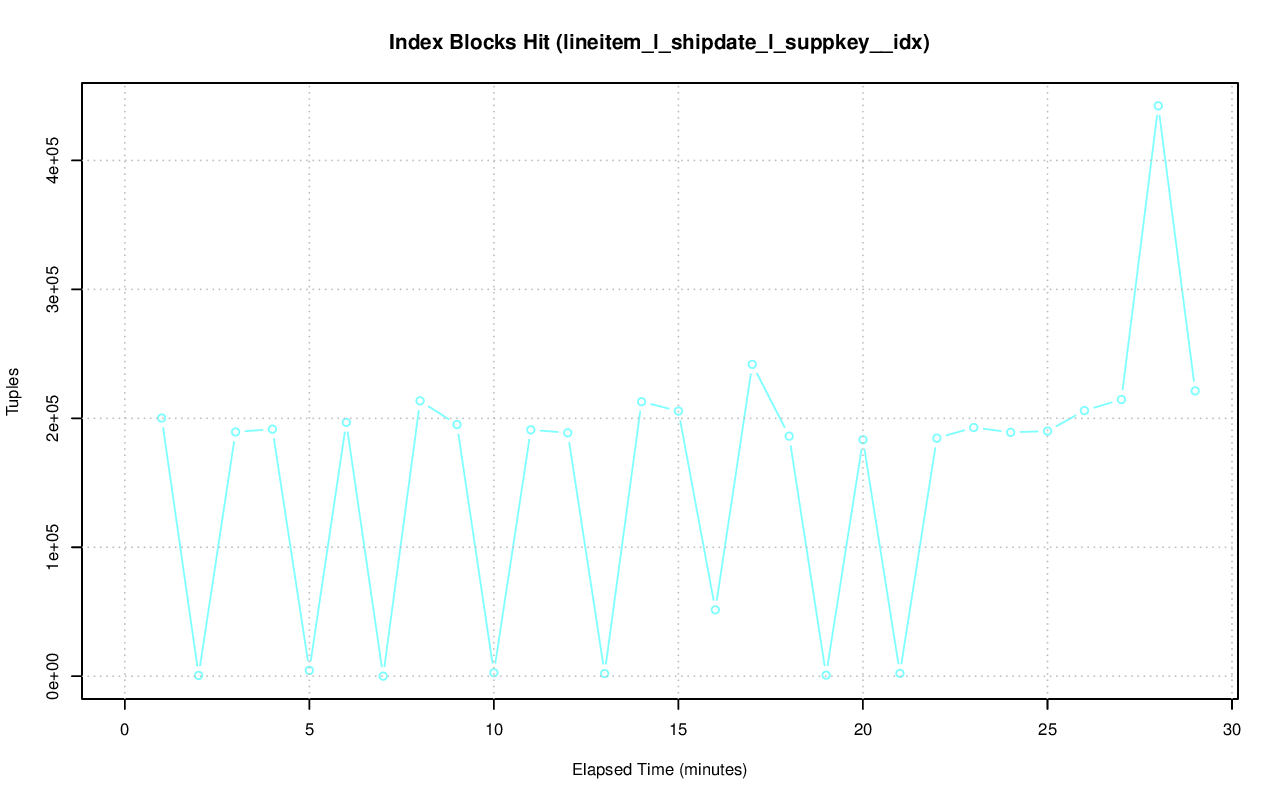 Index Blocks Hit (lineitem_l_shipdate_l_suppkey__idx)
Tuples
4e+05
3e+05
2e+05
1e+05
0e+00
0 5 10 15 20 25 30
Elapsed Time (minutes)